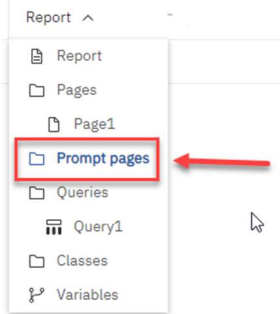 Report
Report
Pages
Page1
Prompt pages
Queries
Query1
Classes
Variables